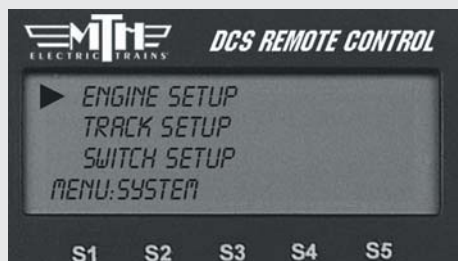 MTH
ELECTRIC TRAINS
DCS REMOTE CONTROL
ENGINE SETUP
TRACK SETUP
SWITCH SETUP
MENU:SYSTEM
S1 S2 S3 S4 S5